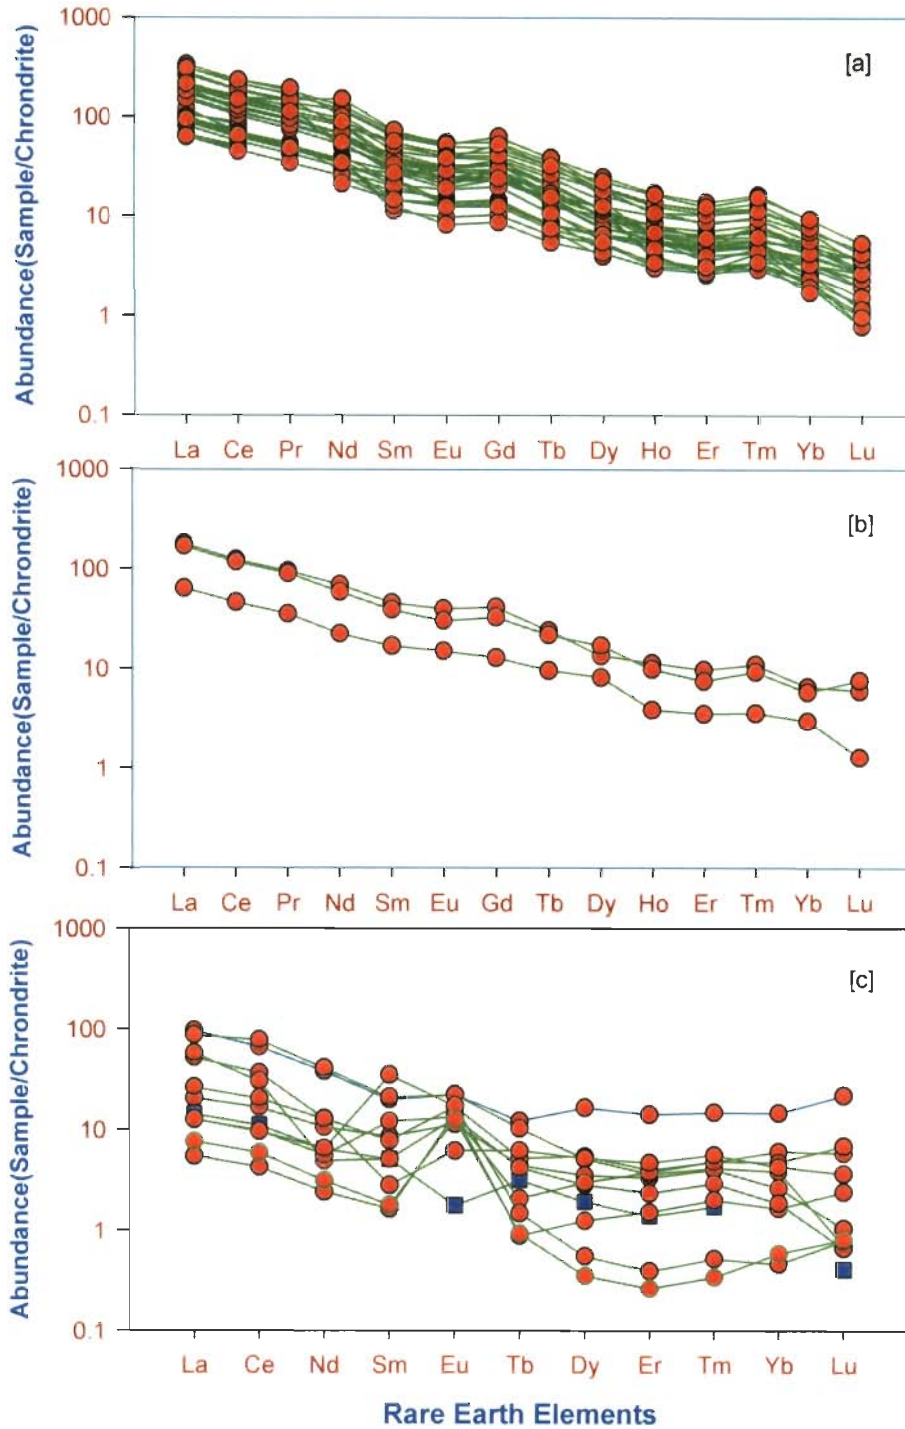 1000
100
10
1
0.1
Abundance(Sample/Chrondrite)
[a]
La Ce Pr Nd Sm Eu Gd Tb Dy Ho Er Tm Yb Lu
1000
100
10
1
0.1
Abundance(Sample/Chrondrite)
[b]
La Ce Pr Nd Sm Eu Gd Tb Dy Ho Er Tm Yb Lu
1000
100
10
1
0.1
Abundance(Sample/Chrondrite)
[c]
La Ce Nd Sm Eu Tb Dy Er Tm Yb Lu
Rare Earth Elements